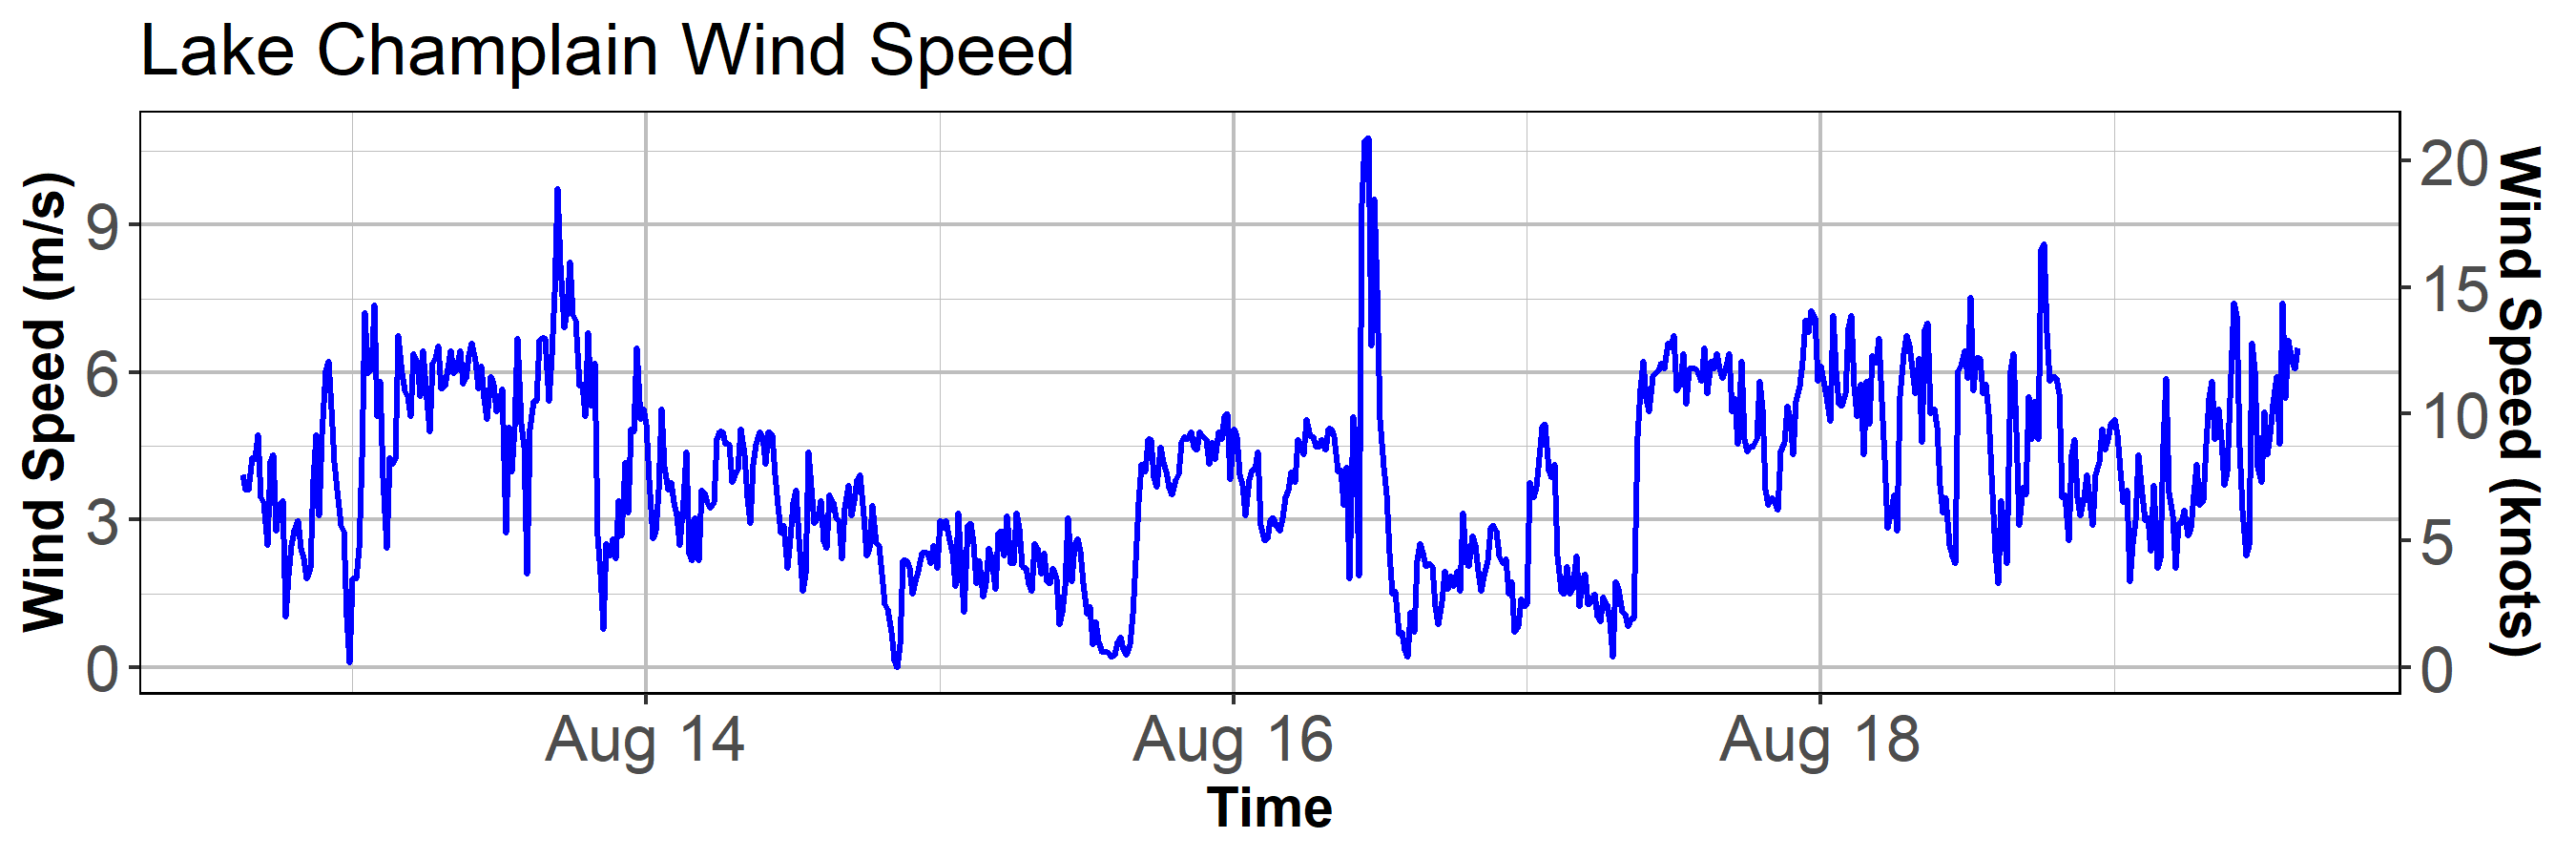 Lake Champlain Wind Speed
Wind Speed (m/s)
9
6
3
0
20
15
10
5
0
Wind Speed (knots)
Aug 14
Aug 16
Aug 18
Time